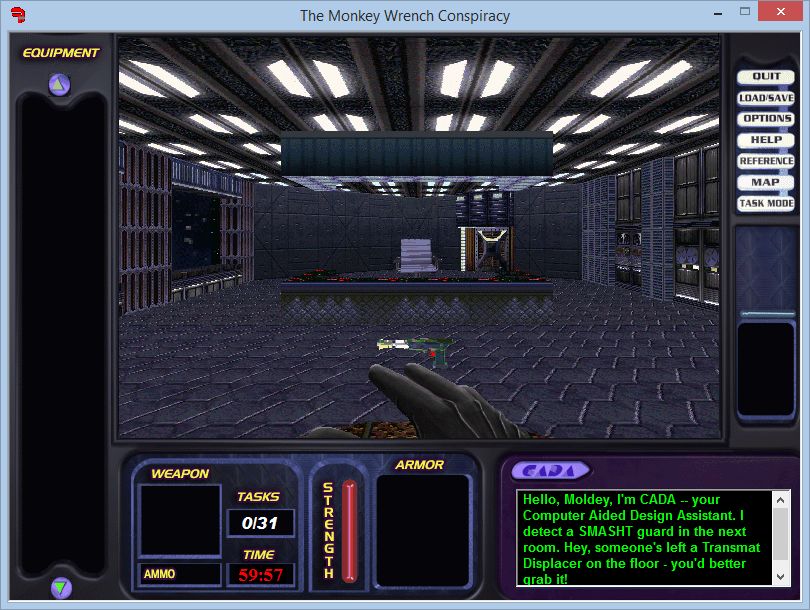 The Monkey Wrench Conspiracy
EQUIPMENT
QUIT
LOAD/SAVE
OPTIONS
HELP
REFERENCE
MAP
TASK MODE
WEAPON
AMMO
TASKS
0/31
TIME
59:57
STRENGTH
ARMOR
CADA
Hello, Moldey, I'm CADA -- your
Computer Aided Design Assistant. I
detect a SMASHT guard in the next
room. Hey, someone's left a Transmat
Displacer on the floor - you'd better
grab it!